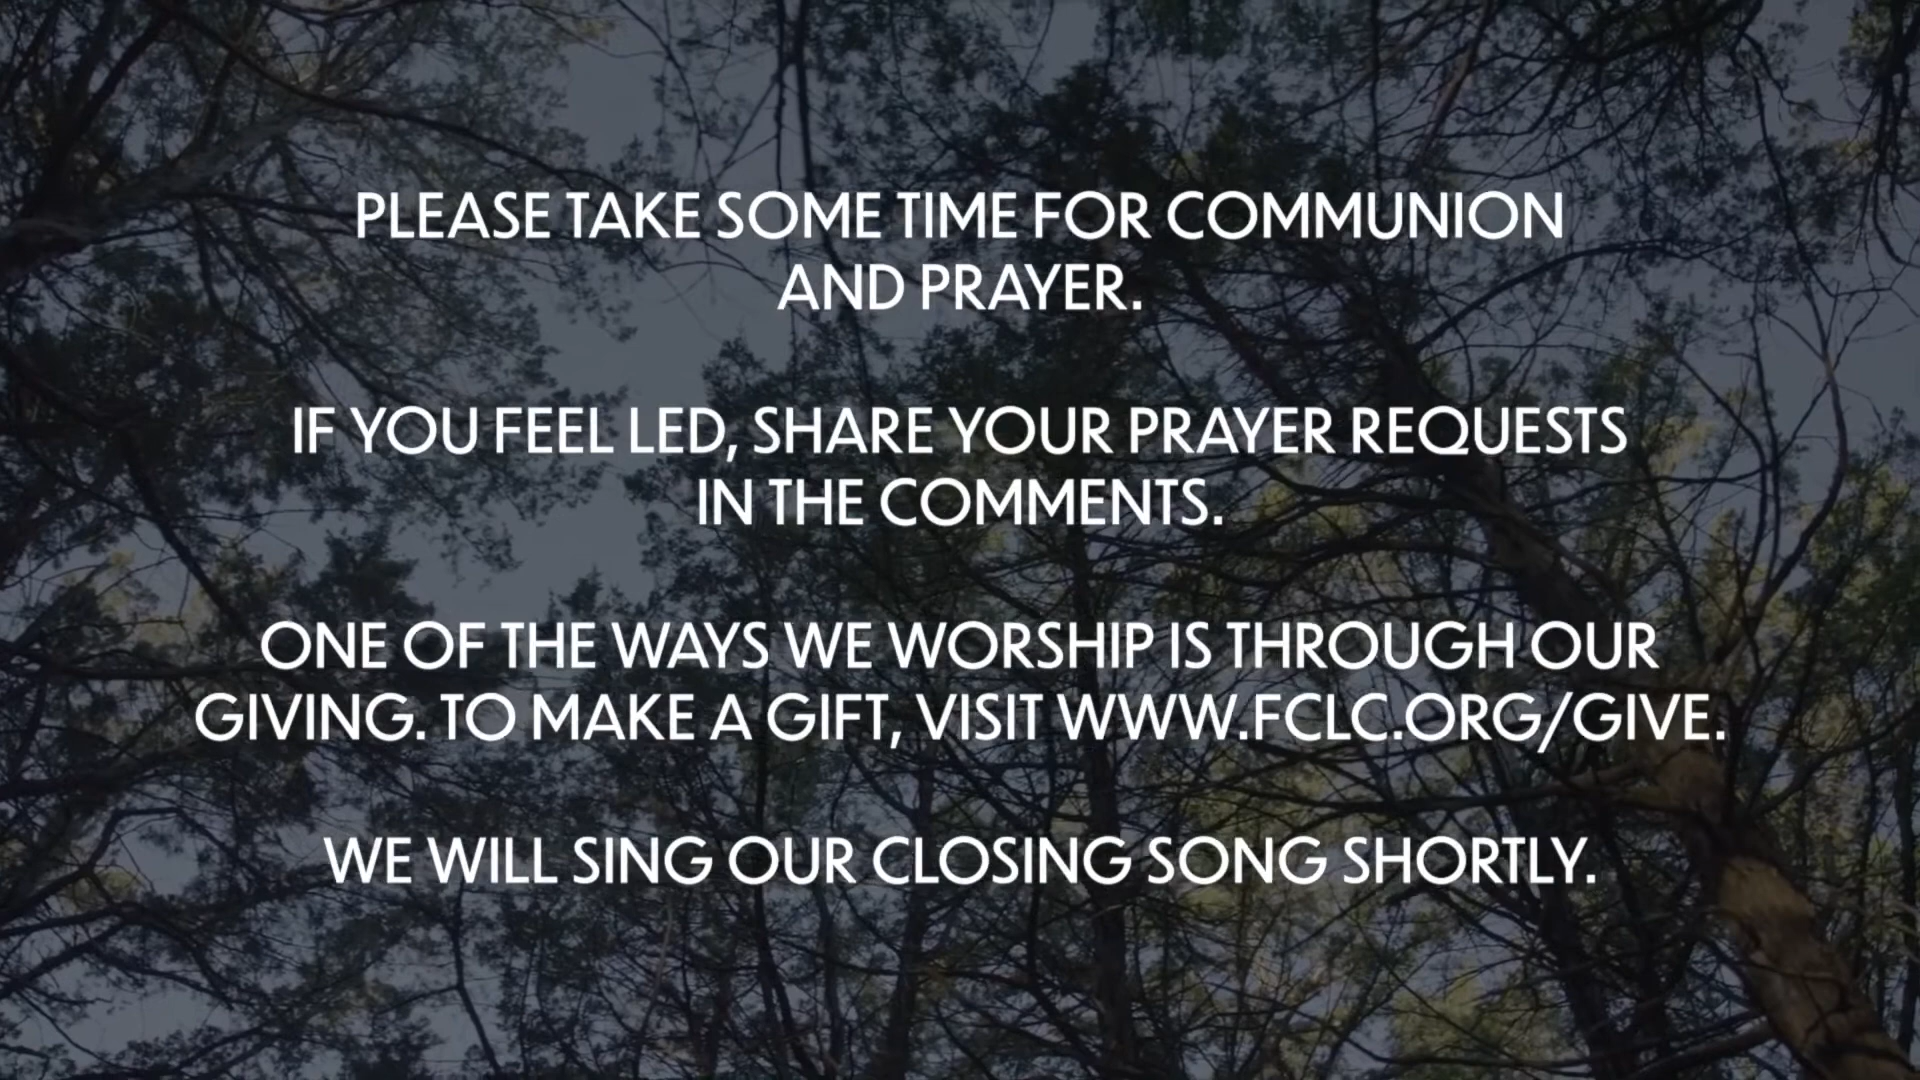 PLEASE TAKE SOME TIME FOR COMMUNION
AND PRAYER.
IF YOU FEEL LED, SHARE YOUR PRAYER REQUESTS
IN THE COMMENTS.
ONE OF THE WAYS WE WORSHIP IS THROUGH OUR
GIVING. TO MAKE A GIFT, VISIT WWW.FCLC.ORG/GIVE.
WE WILL SING OUR CLOSING SONG SHORTLY.